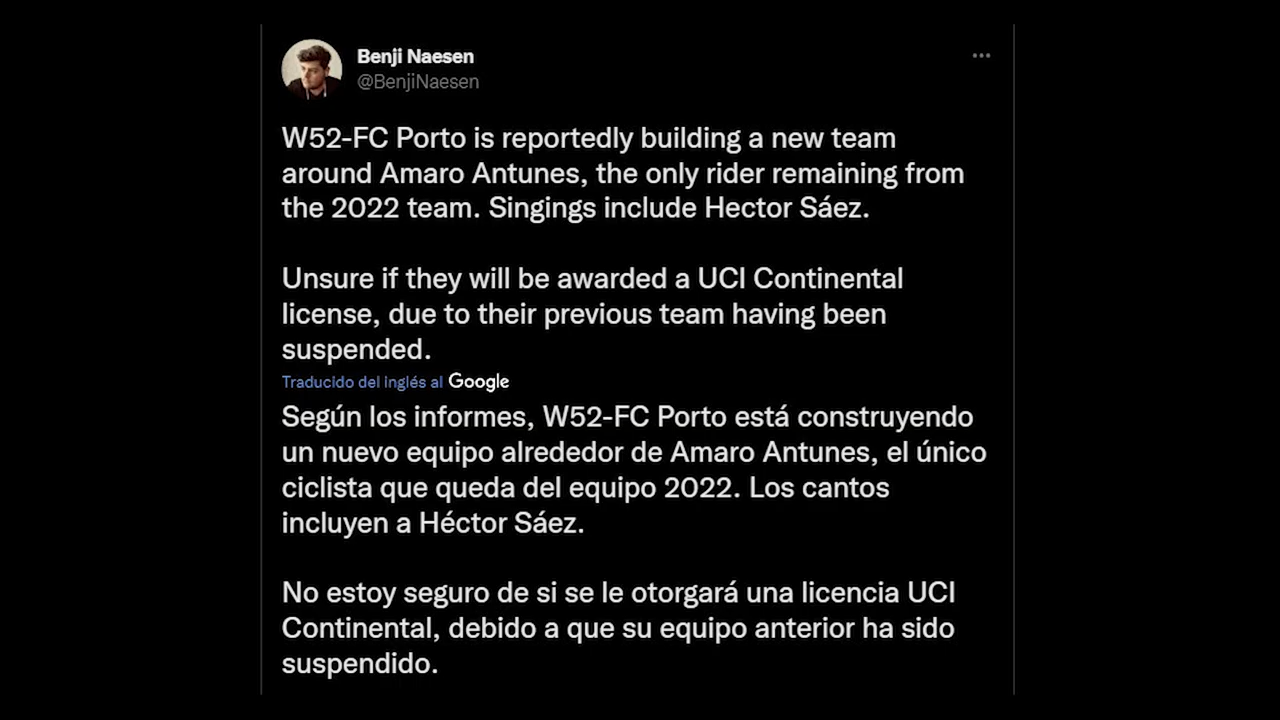 Benji Naesen
@BenjiNaesen
W52-FC Porto is reportedly building a new team
around Amaro Antunes, the only rider remaining from
the 2022 team. Singings include Hector Sáez.
Unsure if they will be awarded a UCI Continental
license, due to their previous team having been
suspended.
Traducido del inglés al Google
Según los informes, W52-FC Porto está construyendo
un nuevo equipo alrededor de Amaro Antunes, el único
ciclista que queda del equipo 2022. Los cantos
incluyen a Héctor Sáez.
No estoy seguro de si se le otorgará una licencia UCI
Continental, debido a que su equipo anterior ha sido
suspendido.